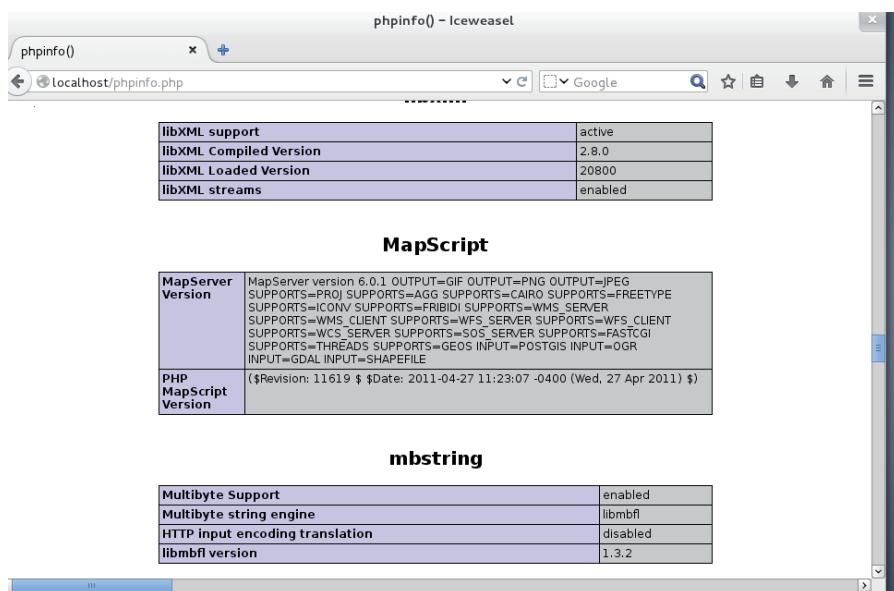 phpinfo() – Iceweasel
phpinfo()
localhost/phpinfo.php
Google
libXML support active
libXML Compiled Version 2.8.0
libXML Loaded Version 20800
libXML streams enabled
MapScript
MapServer Version MapServer version 6.0.1 OUTPUT=GIF OUTPUT=PNG OUTPUT=JPEG
SUPPORTS=PROJ SUPPORTS=AGG SUPPORTS=CAIRO SUPPORTS=FREETYPE
SUPPORTS=ICONV SUPPORTS=FRIBIDI SUPPORTS=WMS_SERVER
SUPPORTS=WMS_CLIENT SUPPORTS=WFS_SERVER SUPPORTS=WFS_CLIENT
SUPPORTS=WCS_SERVER SUPPORTS=SOS_SERVER SUPPORTS=FASTCGI
SUPPORTS=THREADS SUPPORTS=GEOS INPUT=POSTGIS INPUT=OGR
INPUT=GDAL INPUT=SHAPEFILE
PHP MapScript Version ($Revision: 11619 $ $Date: 2011-04-27 11:23:07 -0400 (Wed, 27 Apr 2011) $)
mbstring
Multibyte Support enabled
Multibyte string engine libmbfl
HTTP input encoding translation disabled
libmbfl version 1.3.2